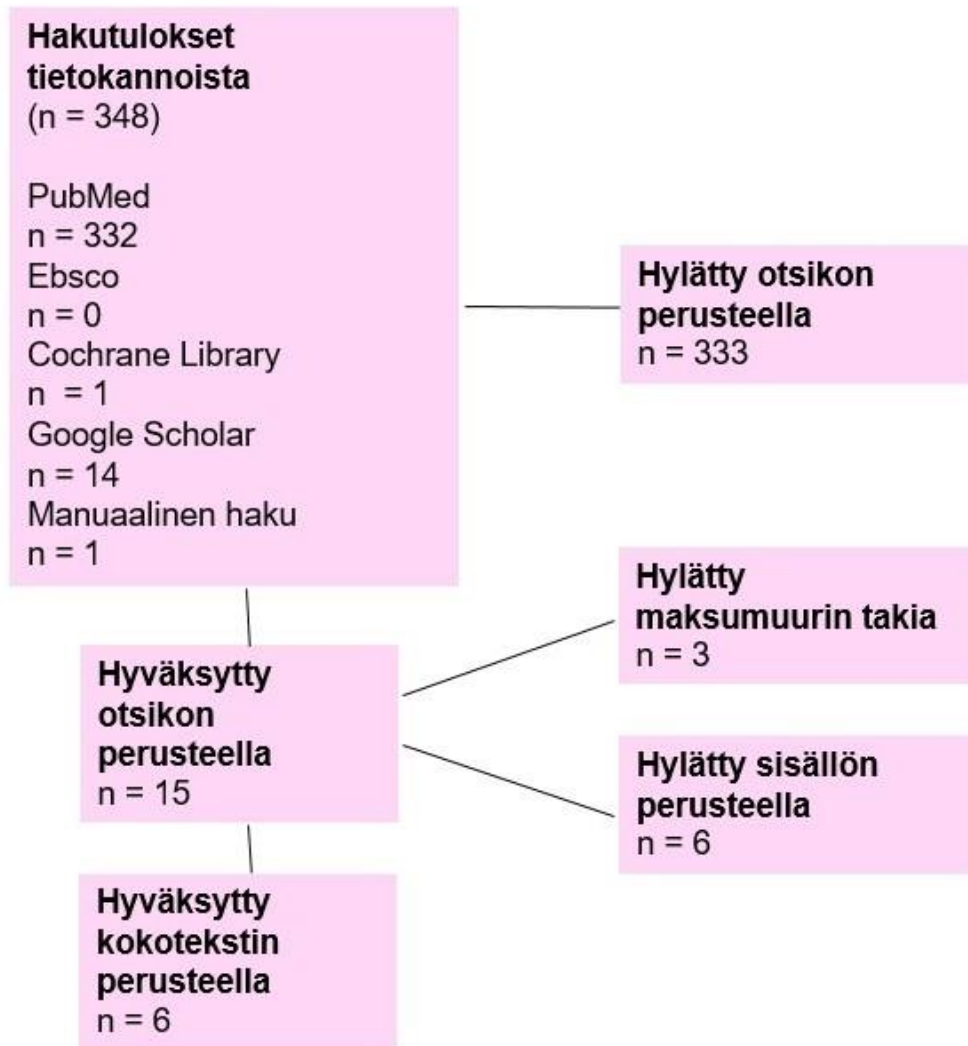 Hakutulokset
tietokannoista
(n = 348)
PubMed
n = 332
Ebsco
n = 0
Cochrane Library
n  = 1
Google Scholar
n = 14
Manuaalinen haku
n = 1
Hylätty otsikon
perusteella
n = 333
Hyväksytty
otsikon
perusteella
n = 15
Hylätty
maksumuurin takia
n = 3
Hylätty sisällön
perusteella
n = 6
Hyväksytty
kokotekstin
perusteella
n = 6